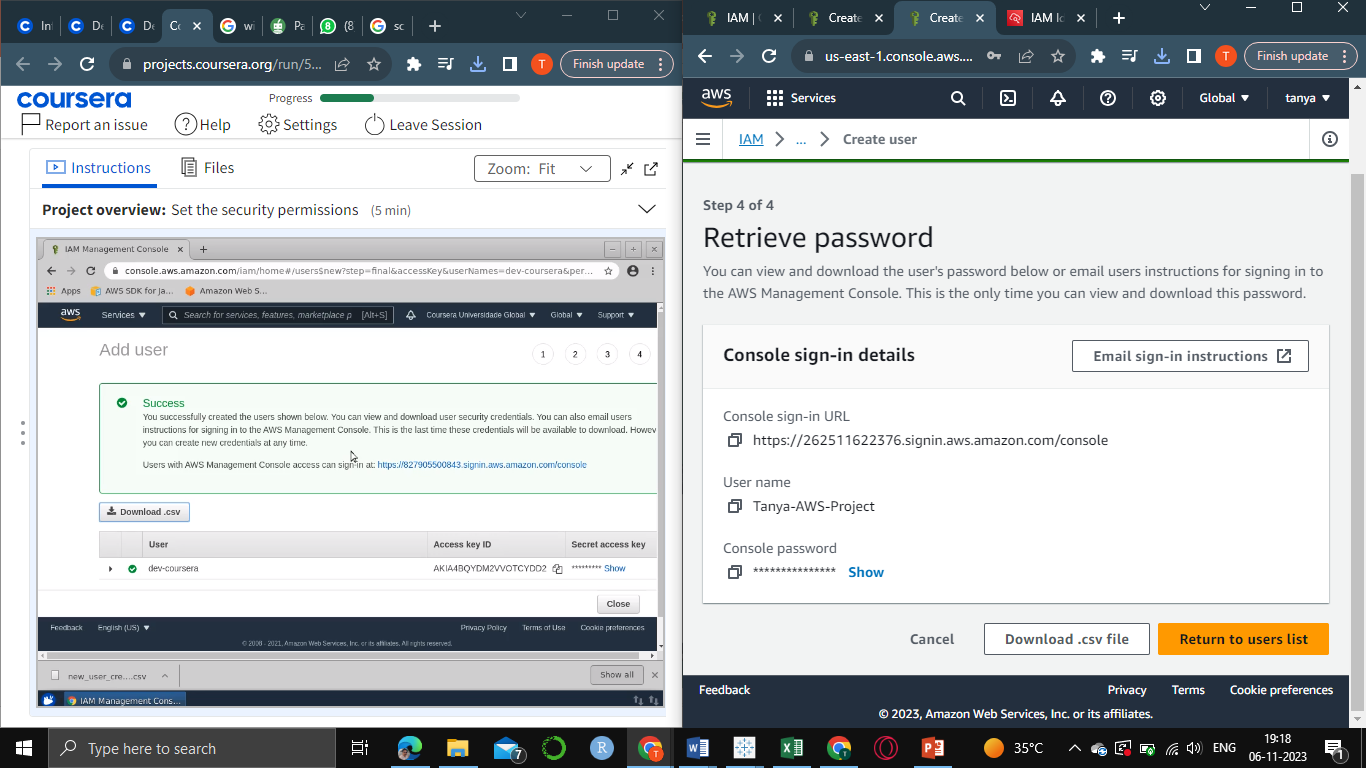 In
De
De
Co
wi
Pa
(8
sc
projects.coursera.org/run/5...
T
Finish update
coursera
Progress
Report an issue
Help
Settings
Leave Session
Instructions
Files
Zoom: Fit
Project overview: Set the security permissions (5 min)
IAM Management Console
console.aws.amazon.com/iam/home#/users$new?step=final&accessKey&userNames=dev-coursera&per...
Apps
AWS SDK for Ja...
Amazon Web S...
aws
Services
Search for services, features, marketplace p [Alt+S]
Coursera Universidade Global
Global
Support
Add user
1 2 3 4
Success
You successfully created the users shown below. You can view and download user security credentials. You can also email users
instructions for signing in to the AWS Management Console. This is the last time these credentials will be available to download. Howev
you can create new credentials at any time.
Users with AWS Management Console access can sign-in at: https://827905500843.signin.aws.amazon.com/console
Download .csv
User Access key ID Secret access key
dev-coursera AKIA4BQYDM2VVOTCYDD2 ********* Show
Close
Feedback English (US) Privacy Policy Terms of Use Cookie preferences
© 2008 - 2021, Amazon Web Services, Inc. or its affiliates. All rights reserved.
new_user_cre....csv
Show all
IAM Management Cons...
IAM | (
Create
Create
IAM Ic
us-east-1.console.aws....
T
Finish update
aws
Services
Global
tanya
IAM > ... > Create user
Step 4 of 4
Retrieve password
You can view and download the user's password below or email users instructions for signing in to
the AWS Management Console. This is the only time you can view and download this password.
Console sign-in details
Email sign-in instructions
Console sign-in URL
https://262511622376.signin.aws.amazon.com/console
User name
Tanya-AWS-Project
Console password
*************** Show
Cancel
Download .csv file
Return to users list
Feedback
Privacy Terms Cookie preferences
© 2023, Amazon Web Services, Inc. or its affiliates.
Type here to search
7
R
T
35°C
ENG
19:18
06-11-2023
1